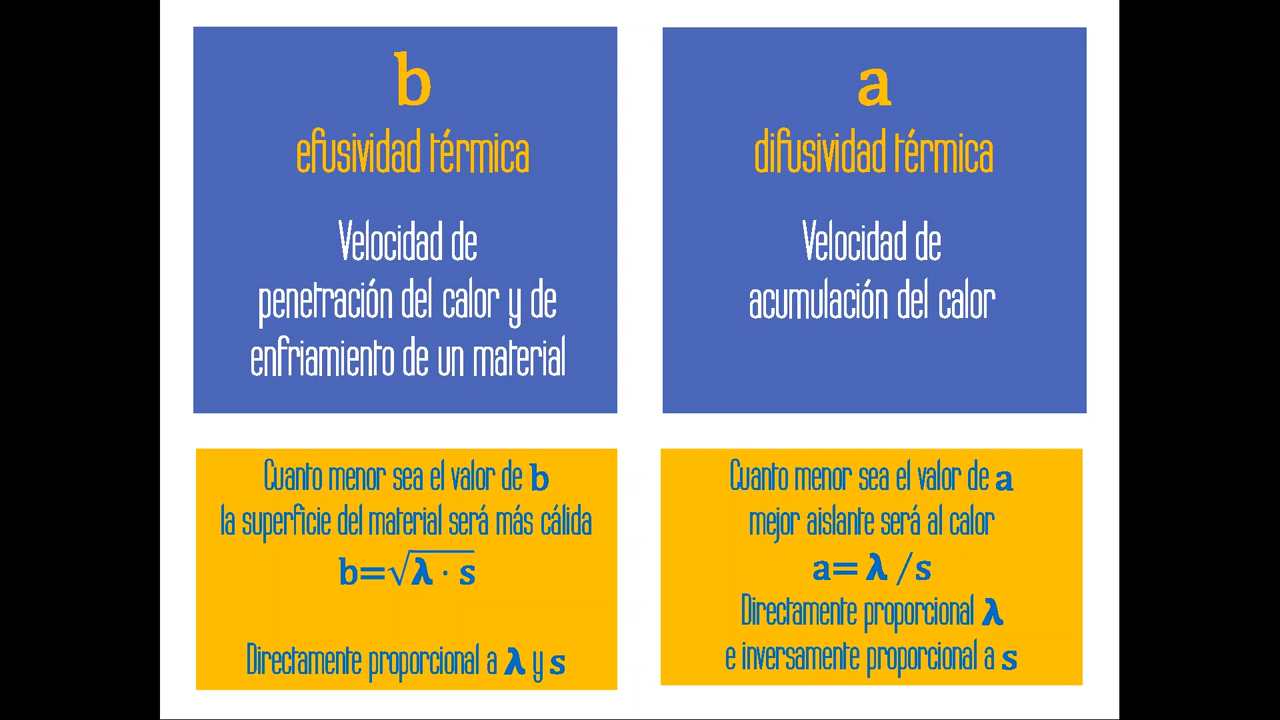 b
efusividad térmica
Velocidad de
penetración del calor y de
enfriamiento de un material
a
difusividad térmica
Velocidad de
acumulación del calor
Cuanto menor sea el valor de b
la superficie del material será más cálida
b=√λ · s
Directamente proporcional a λ y s
Cuanto menor sea el valor de a
mejor aislante será al calor
a= λ /s
Directamente proporcional λ
e inversamente proporcional a s